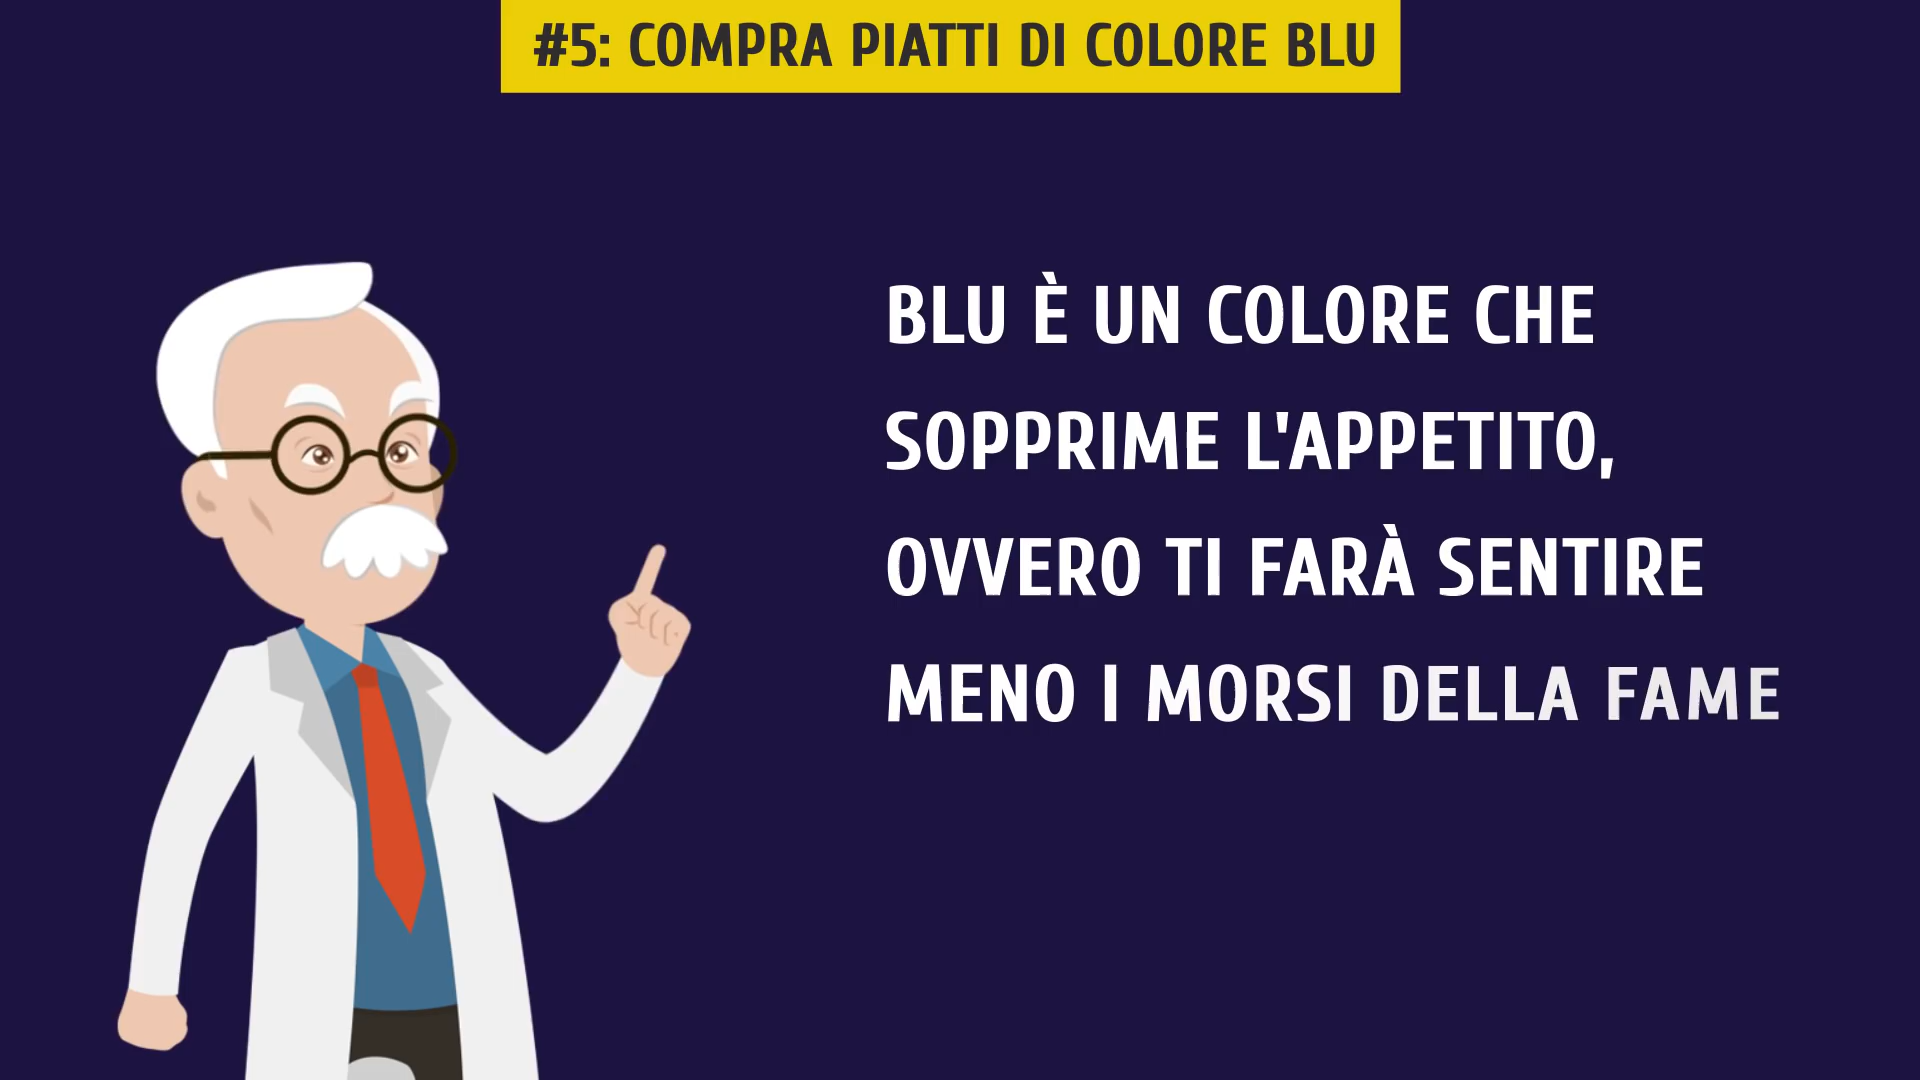 #5: COMPRA PIATTI DI COLORE BLU
BLU È UN COLORE CHE
SOPPRIME L'APPETITO,
OVVERO TI FARÀ SENTIRE
MENO I MORSI DELLA FAME